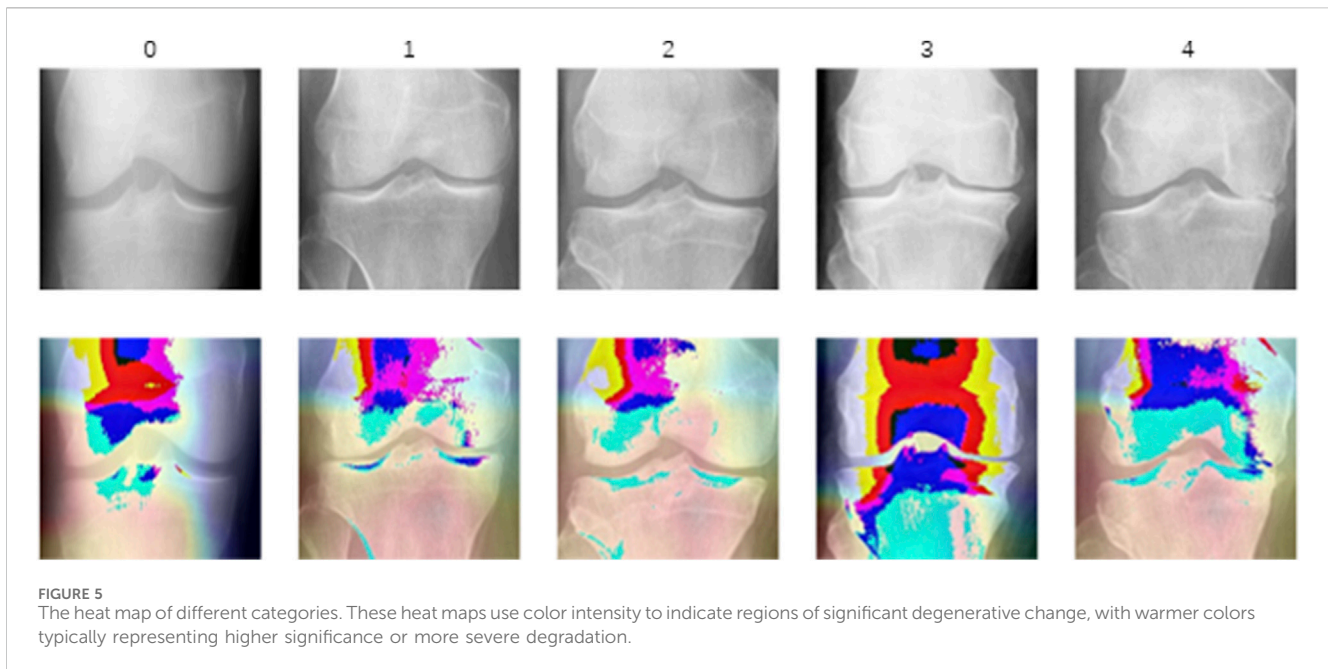 0 1 2 3 4
FIGURE 5
The heat map of different categories. These heat maps use color intensity to indicate regions of significant degenerative change, with warmer colors
typically representing higher significance or more severe degradation.